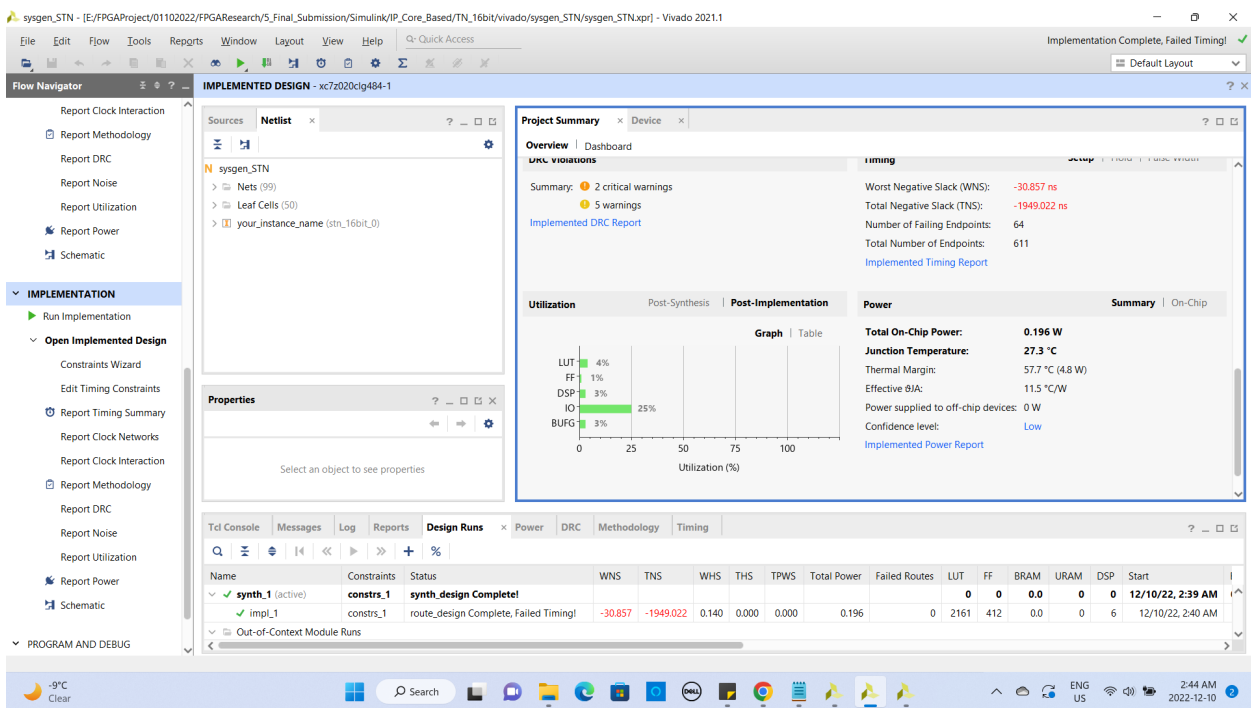 sysgen_STN - [E:/FPGAProject/01102022/FPGAResearch/5_Final_Submission/Simulink/IP_Core_Based/TN_16bit/vivado/sysgen_STN/sysgen_STN.xpr] - Vivado 2021.1
File Edit Flow Tools Reports Window Layout View Help Q- Quick Access Implementation Complete, Failed Timing!
Default Layout
Flow Navigator
IMPLEMENTED DESIGN - xc7z020clg484-1
Report Clock Interaction
Report Methodology
Report DRC
Report Noise
Report Utilization
Report Power
Schematic
IMPLEMENTATION
Run Implementation
Open Implemented Design
Constraints Wizard
Edit Timing Constraints
Report Timing Summary
Report Clock Networks
Report Clock Interaction
Report Methodology
Report DRC
Report Noise
Report Utilization
Report Power
Schematic
PROGRAM AND DEBUG
Sources Netlist
N sysgen_STN
Nets (99)
Leaf Cells (50)
your_instance_name (stn_16bit_0)
Properties
Select an object to see properties
Project Summary Device
Overview Dashboard
DRC Violations
Summary: 2 critical warnings
5 warnings
Implemented DRC Report
Timing Setup Hold Pulse Width
Worst Negative Slack (WNS): -30.857 ns
Total Negative Slack (TNS): -1949.022 ns
Number of Failing Endpoints: 64
Total Number of Endpoints: 611
Implemented Timing Report
Utilization Post-Synthesis Post-Implementation
Graph Table
LUT 4%
FF 1%
DSP 3%
IO 25%
BUFG 3%
0 25 50 75 100
Utilization (%)
Power Summary On-Chip
Total On-Chip Power: 0.196 W
Junction Temperature: 27.3 °C
Thermal Margin: 57.7 °C (4.8 W)
Effective ϑJA: 11.5 °C/W
Power supplied to off-chip devices: 0 W
Confidence level: Low
Implemented Power Report
Tcl Console Messages Log Reports Design Runs Power DRC Methodology Timing
Name Constraints Status WNS TNS WHS THS TPWS Total Power Failed Routes LUT FF BRAM URAM DSP Start
synth_1 (active) constrs_1 synth_design Complete! 0 0 0.0 0 0 12/10/22, 2:39 AM
impl_1 constrs_1 route_design Complete, Failed Timing! -30.857 -1949.022 0.140 0.000 0.000 0.196 0 2161 412 0.0 0 6 12/10/22, 2:40 AM
Out-of-Context Module Runs
-9°C
Clear
Search
DELL
ENG
US
2:44 AM
2022-12-10
2